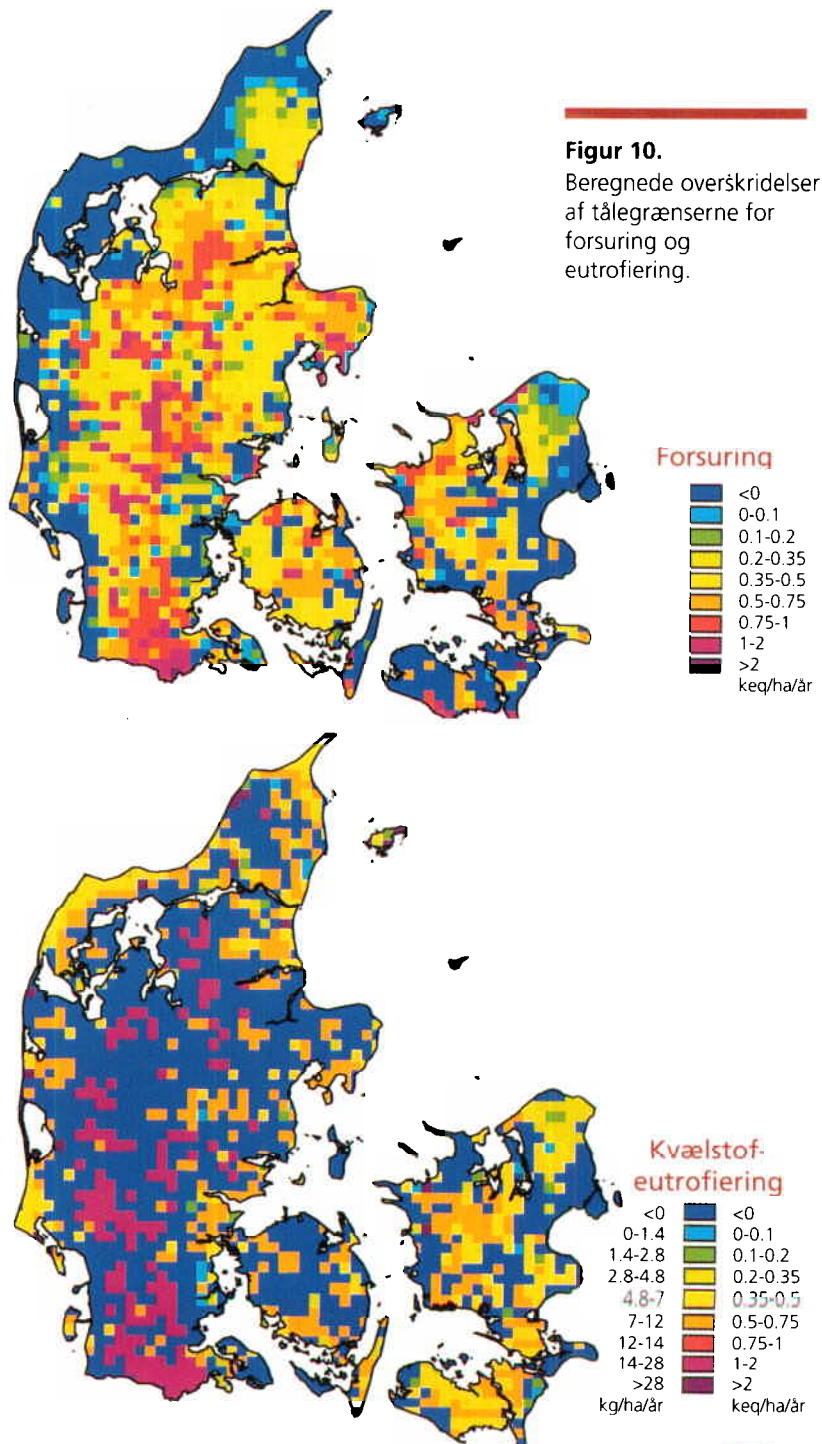 Figur 10.
Beregnede overskridelser
af tålegrænserne for
forsuring og
eutrofiering.
Forsuring
<0
0-0.1
0.1-0.2
0.2-0.35
0.35-0.5
0.5-0.75
0.75-1
1-2
>2
keq/ha/år
Kvælstof-
eutrofiering
<0 <0
0-1.4 0-0.1
1.4-2.8 0.1-0.2
2.8-4.8 0.2-0.35
4.8-7 0.35-0.5
7-12 0.5-0.75
12-14 0.75-1
14-28 1-2
>28 >2
kg/ha/år keq/ha/år